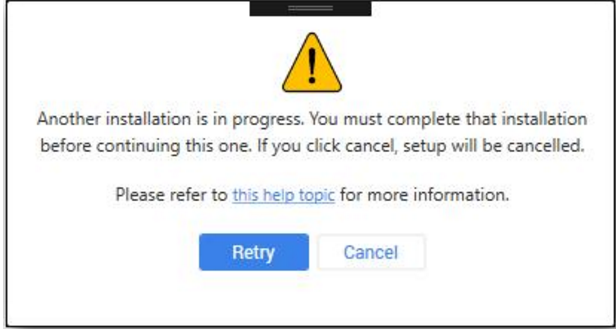 Another installation is in progress. You must complete that installation
before continuing this one. If you click cancel, setup will be cancelled.
Please refer to this help topic for more information.
Retry Cancel